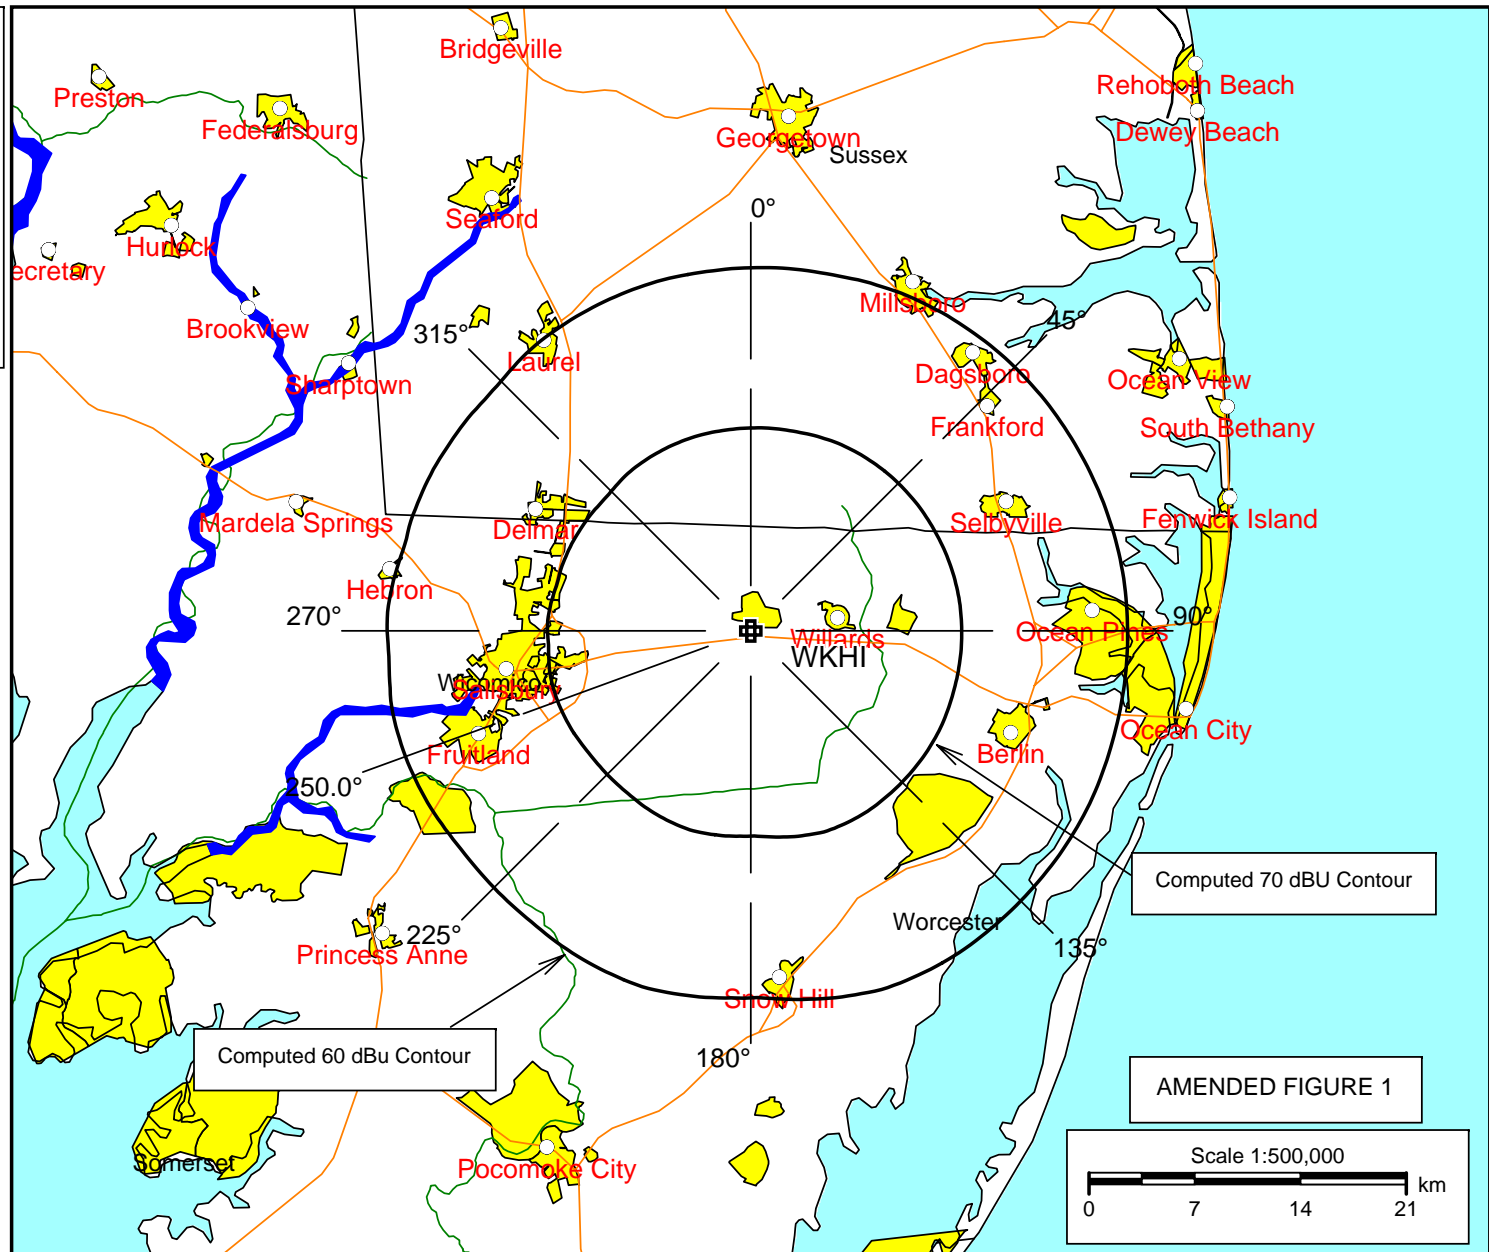 Bridgeville
Preston
Rehoboth Beach
Federalsburg
Georgetown
Dewey Beach
Sussex
Seaford
0°
Hurlock
ecretary
Brookview
Millsboro
315°
45°
Laurel
Sharptown
Dagsboro
Ocean View
Frankford
South Bethany
Mardela Springs
Delmar
Selbyville
Fenwick Island
Hebron
270°
Willards
Ocean Pines
90°
WKHI
Wicomico
Salisbury
Fruitland
Berlin
Ocean City
250.0°
Computed 70 dBU Contour
Worcester
225°
135°
Princess Anne
Snow Hill
Computed 60 dBu Contour
180°
AMENDED FIGURE 1
Scale 1:500,000
km
0 7 14 21
Somerset
Pocomoke City